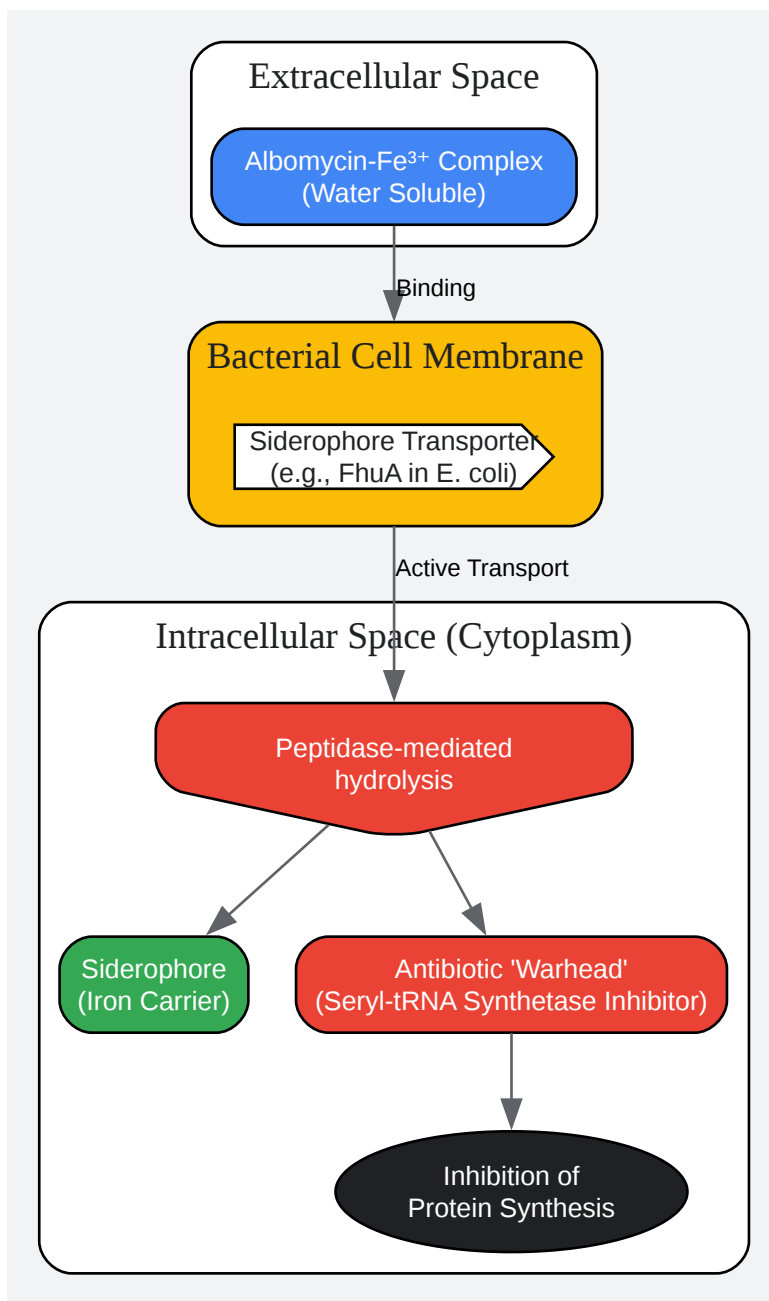 Extracellular Space
Albomycin-Fe³⁺ Complex
(Water Soluble)
Binding
Bacterial Cell Membrane
Siderophore Transporter
(e.g., FhuA in E. coli)
Active Transport
Intracellular Space (Cytoplasm)
Peptidase-mediated
hydrolysis
Siderophore
(Iron Carrier)
Antibiotic 'Warhead'
(Seryl-tRNA Synthetase Inhibitor)
Inhibition of
Protein Synthesis